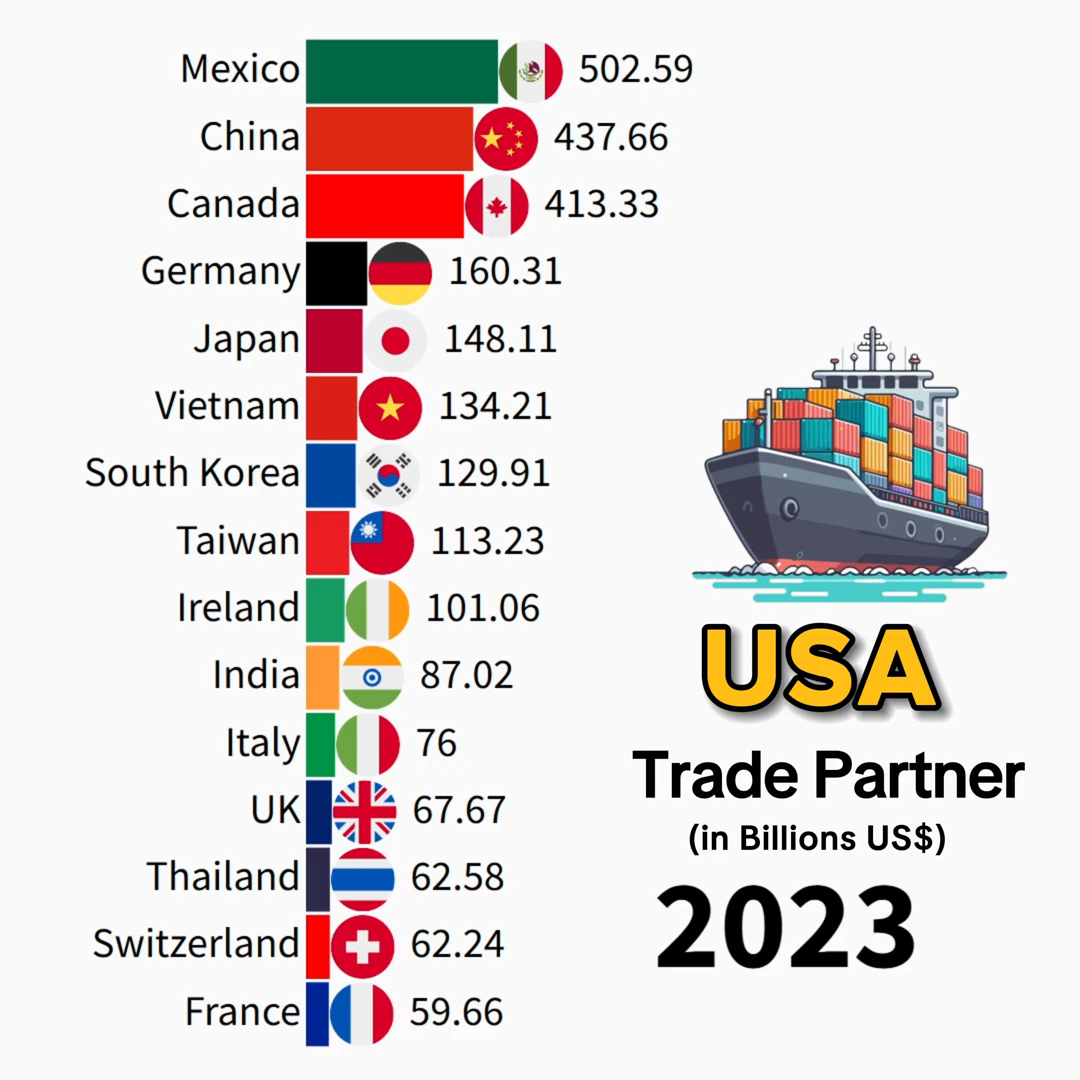 Mexico 502.59
China 437.66
Canada 413.33
Germany 160.31
Japan 148.11
Vietnam 134.21
South Korea 129.91
Taiwan 113.23
Ireland 101.06
India 87.02
Italy 76
UK 67.67
Thailand 62.58
Switzerland 62.24
France 59.66
USA
Trade Partner
(in Billions US$)
2023